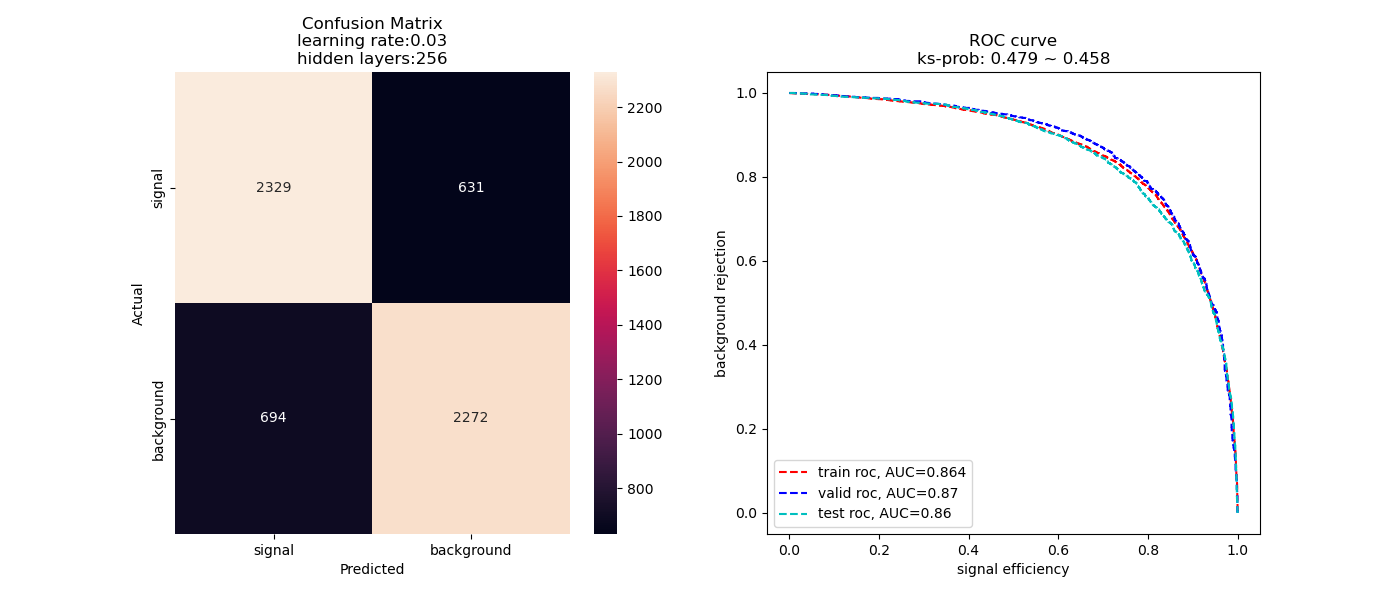 Confusion Matrix
learning rate:0.03
hidden layers:256
signal
background
Actual
2329
631
694
2272
signal
background
Predicted
2200
2000
1800
1600
1400
1200
1000
800
ROC curve
ks-prob: 0.479 ~ 0.458
background rejection
1.0
0.8
0.6
0.4
0.2
0.0
train roc, AUC=0.864
valid roc, AUC=0.87
test roc, AUC=0.86
0.0
0.2
0.4
0.6
0.8
1.0
signal efficiency